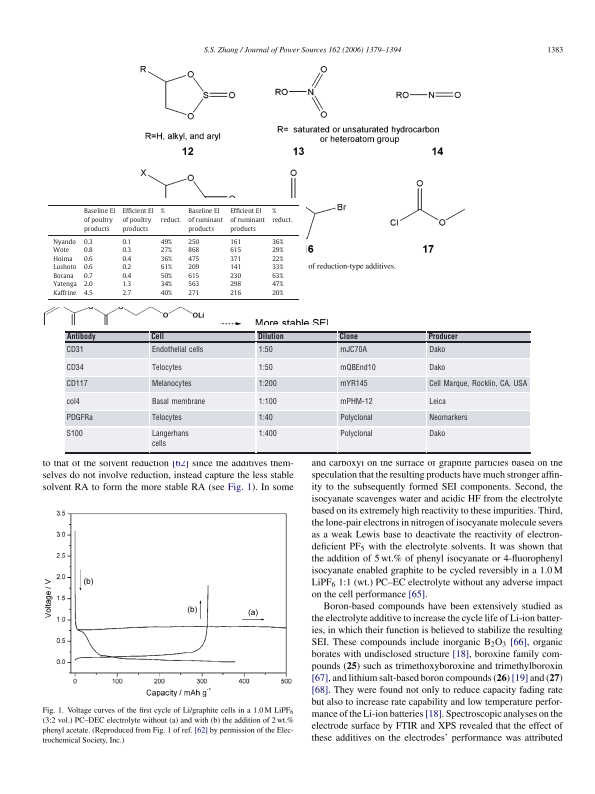 S.S. Zhang / Journal of Power Sources 162 (2006) 1379–1394
1383
R
O
S
O
O
R=H, alkyl, and aryl
12
RO
N
O
O
R= saturated or unsaturated hydrocarbon
or heteroatom group
13
RO
N
O
14
X
O
O
Br
16
O
Cl
O
17
of reduction-type additives.
Baseline EI of poultry products Efficient EI of poultry products % reduct. Baseline EI of ruminant products Efficient EI of ruminant products % reduct.
Nyando 0.3 0.1 49% 250 161 36%
Wote 0.8 0.3 27% 868 615 29%
Hoima 0.6 0.4 36% 475 371 22%
Lushoto 0.6 0.2 61% 209 141 33%
Borana 0.7 0.4 50% 615 230 63%
Yatenga 2.0 1.3 34% 563 298 47%
Kaffrine 4.5 2.7 40% 271 216 20%
O
OLi
More stable SEI
Antibody Cell Dilution Clone Producer
CD31 Endothelial cells 1:50 mJC70A Dako
CD34 Telocytes 1:50 mQBEnd10 Dako
CD117 Melanocytes 1:200 mYR145 Cell Marque, Rocklin, CA, USA
col4 Basal membrane 1:100 mPHM-12 Leica
PDGFRa Telocytes 1:40 Polyclonal Neomarkers
S100 Langerhans cells 1:400 Polyclonal Dako
to that of the solvent reduction [62] since the additives them-
selves do not involve reduction, instead capture the less stable
solvent RA to form the more stable RA (see Fig. 1). In some
Voltage / V
3.5
3.0
2.5
2.0
1.5
1.0
0.5
0.0
(b)
(b)
(a)
0 100 200 300 400 500
Capacity / mAh g⁻¹
Fig. 1. Voltage curves of the first cycle of Li/graphite cells in a 1.0 M LiPF₆
(3:2 vol.) PC–DEC electrolyte without (a) and with (b) the addition of 2 wt.%
phenyl acetate. (Reproduced from Fig. 1 of ref. [62] by permission of the Elec-
trochemical Society, Inc.)
and carboxyl on the surface of graphite particles based on the
speculation that the resulting products have much stronger affin-
ity to the subsequently formed SEI components. Second, the
isocyanate scavenges water and acidic HF from the electrolyte
based on its extremely high reactivity to these impurities. Third,
the lone-pair electrons in nitrogen of isocyanate molecule severs
as a weak Lewis base to deactivate the reactivity of electron-
deficient PF₅ with the electrolyte solvents. It was shown that
the addition of 5 wt.% of phenyl isocyanate or 4-fluorophenyl
isocyanate enabled graphite to be cycled reversibly in a 1.0 M
LiPF₆ 1:1 (wt.) PC–EC electrolyte without any adverse impact
on the cell performance [65].
Boron-based compounds have been extensively studied as
the electrolyte additive to increase the cycle life of Li-ion batter-
ies, in which their function is believed to stabilize the resulting
SEI. These compounds include inorganic B₂O₃ [66], organic
borates with undisclosed structure [18], boroxine family com-
pounds (25) such as trimethoxyboroxine and trimethylboroxin
[67], and lithium salt-based boron compounds (26) [19] and (27)
[68]. They were found not only to reduce capacity fading rate
but also to increase rate capability and low temperature perfor-
mance of the Li-ion batteries [18]. Spectroscopic analyses on the
electrode surface by FTIR and XPS revealed that the effect of
these additives on the electrodes' performance was attributed